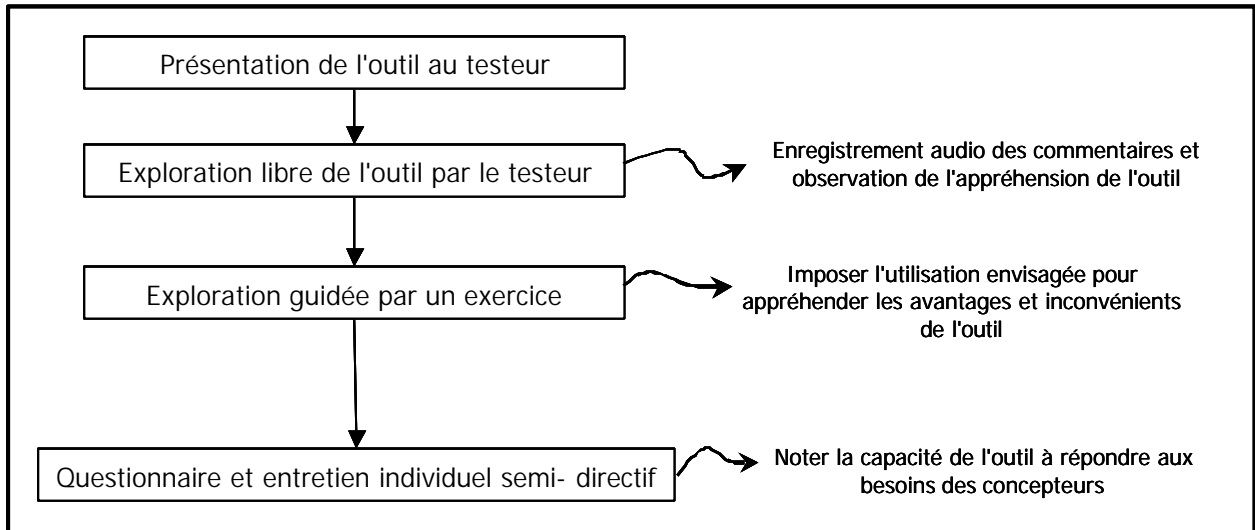 Présentation de l'outil au testeur
Exploration libre de l'outil par le testeur
Enregistrement audio des commentaires et
observation de l'appréhension de l'outil
Exploration guidée par un exercice
Imposer l'utilisation envisagée pour
appréhender les avantages et inconvénients
de l'outil
Questionnaire et entretien individuel semi- directif
Noter la capacité de l'outil à répondre aux
besoins des concepteurs